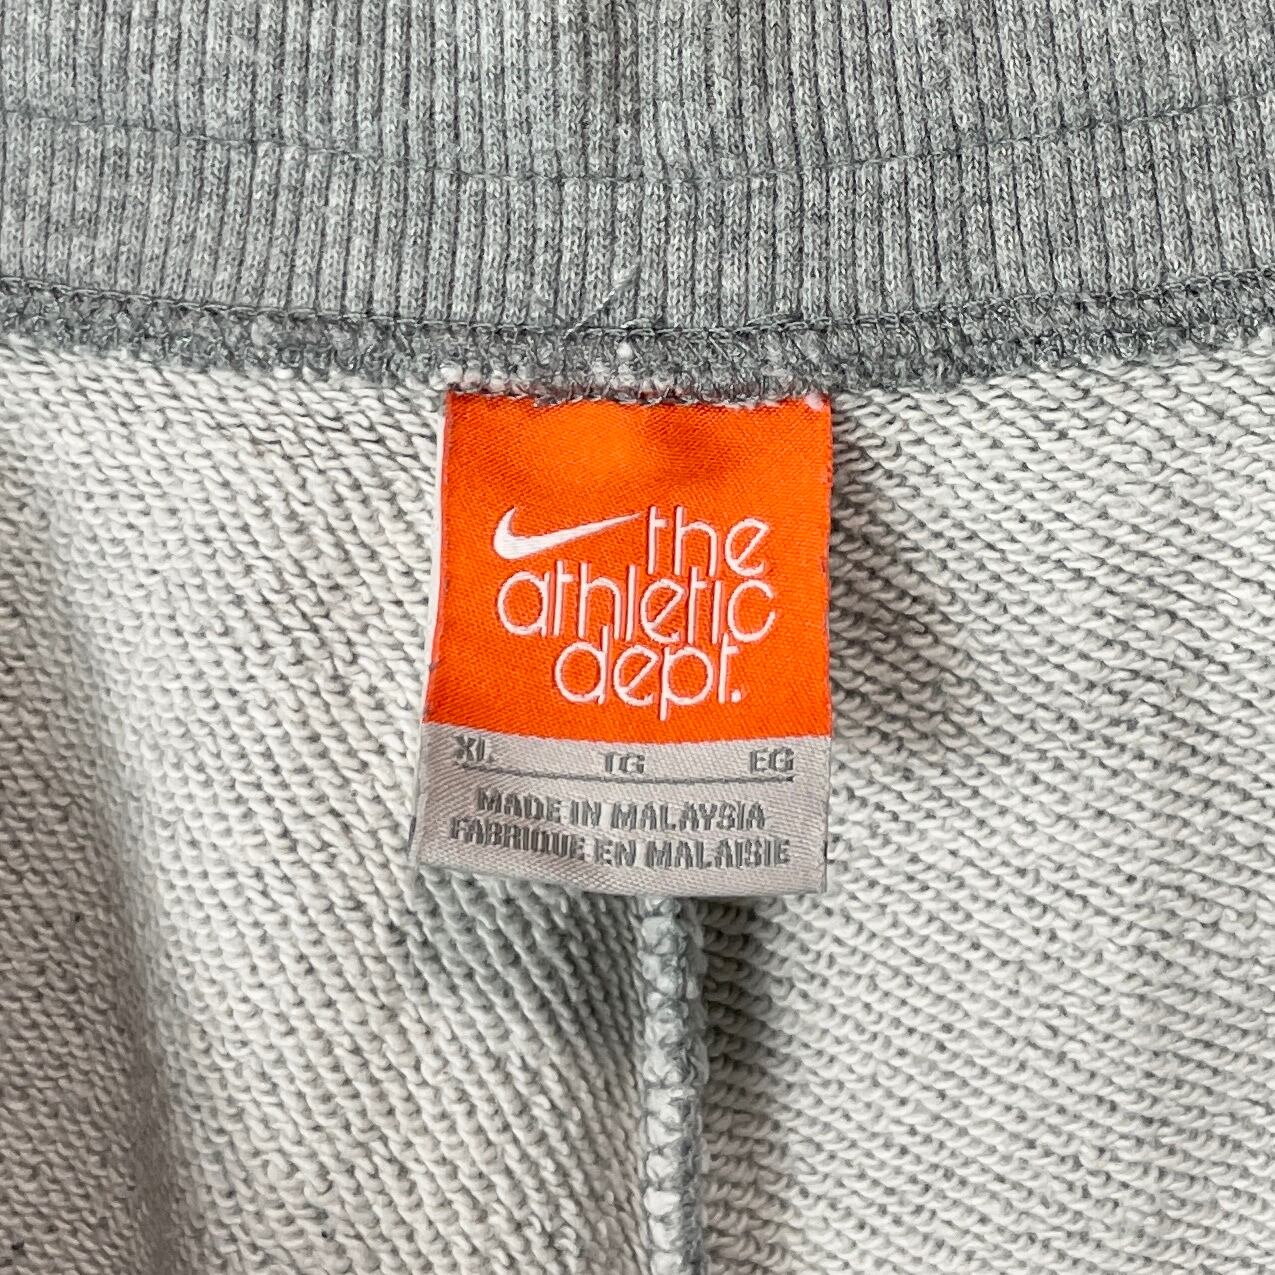 the
athletic
dept.
XL TG EG
MADE IN MALAYSIA
FABRIQUE EN MALAISIE